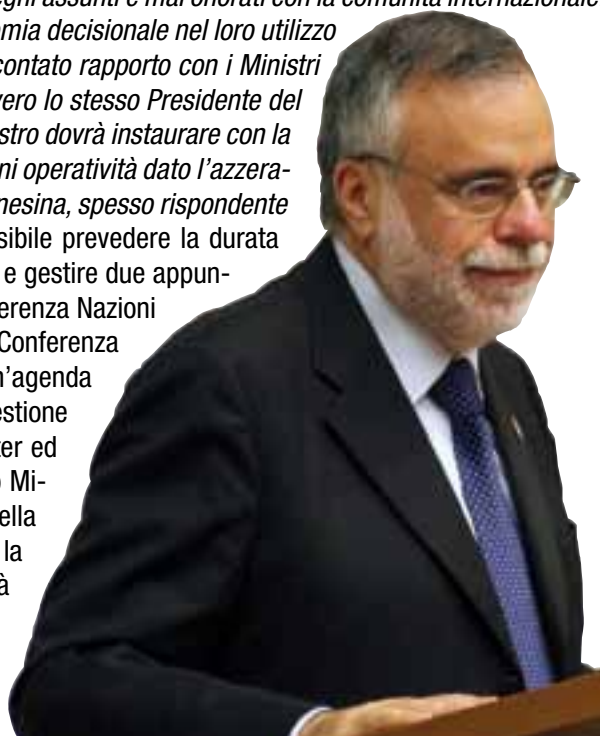 egni assunti e mai onorati con la comunità internazionale
mia decisionale nel loro utilizzo
contato rapporto con i Ministri
vero lo stesso Presidente del
stro dovrà instaurare con la
ni operatività dato l’azzera-
nesina, spesso rispondente
sibile prevedere la durata
e gestire due appun-
erenza Nazioni
Conferenza
n’agenda
estione
ter ed
o Mi-
ella
la
à